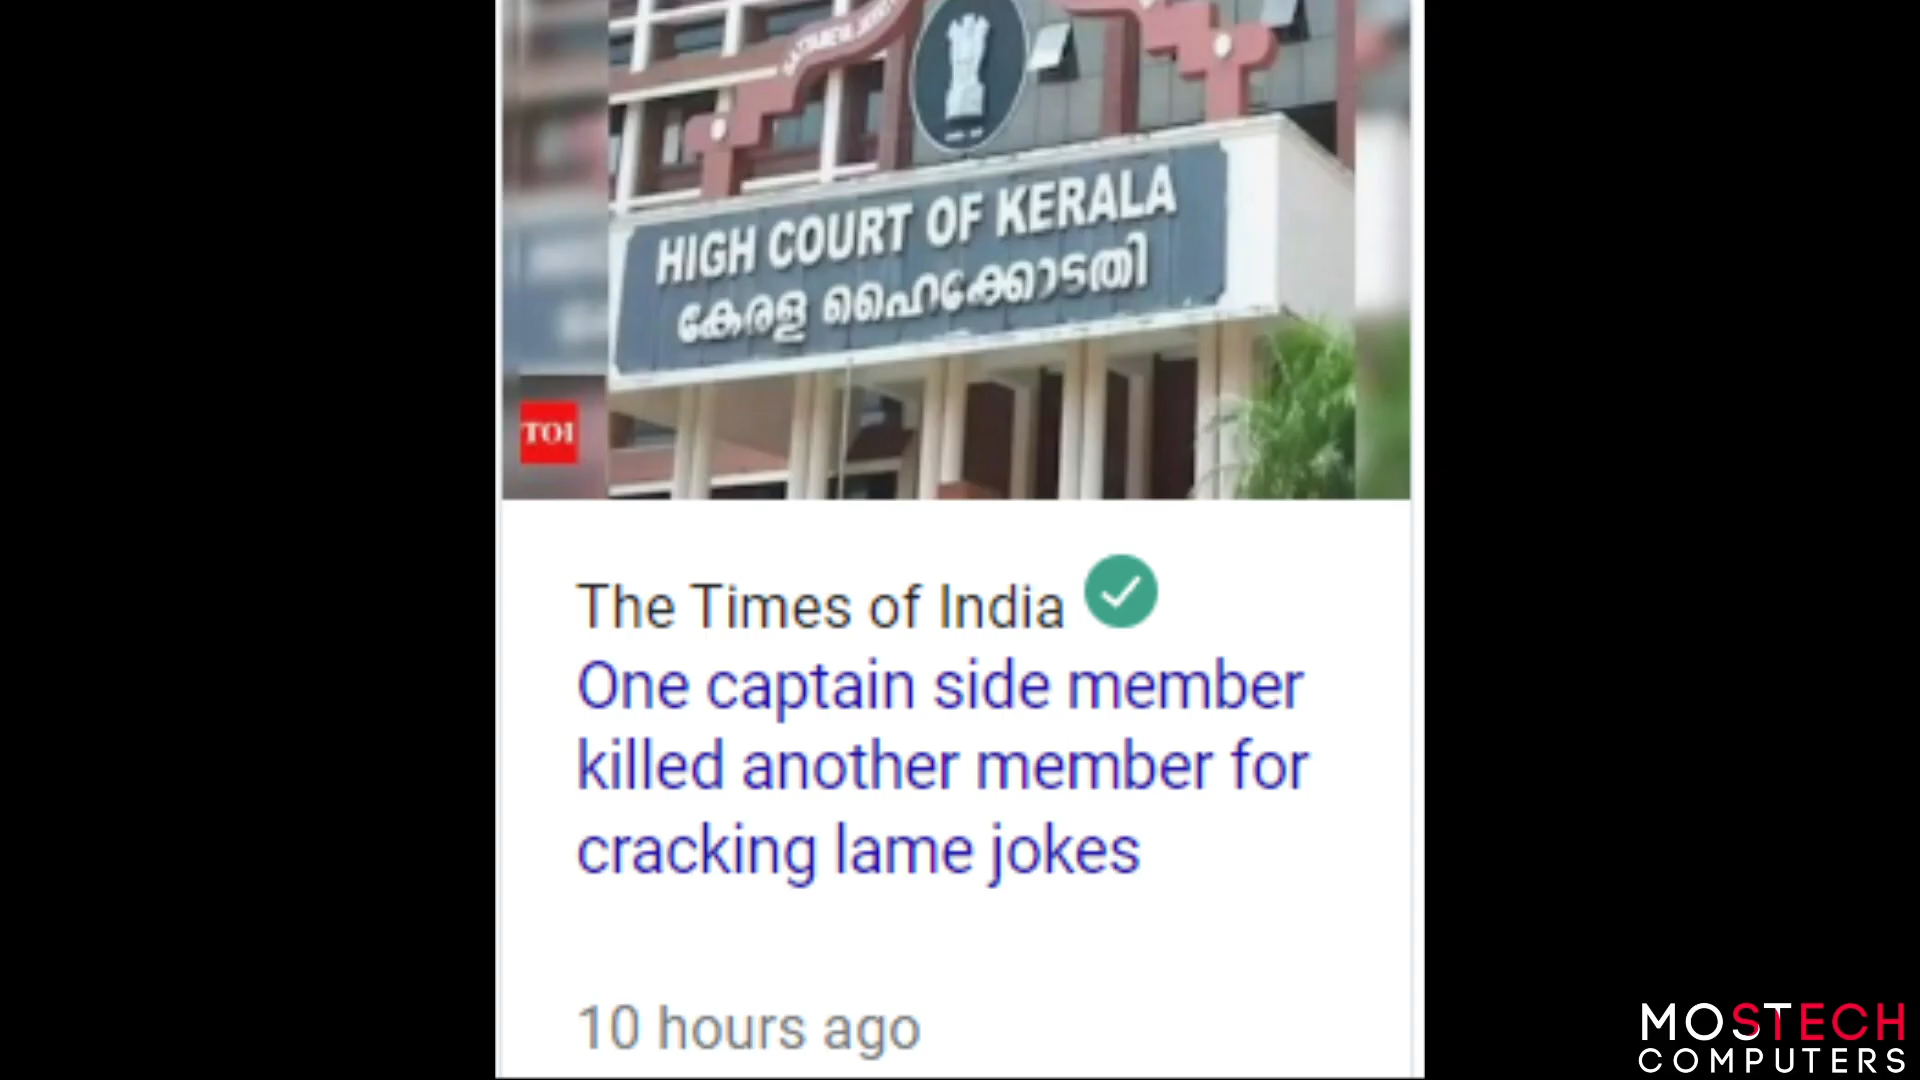 HIGH COURT OF KERALA
കേരള ഹൈക്കോടതി
TOI
The Times of India
One captain side member
killed another member for
cracking lame jokes
10 hours ago
MOSTECH
COMPUTERS